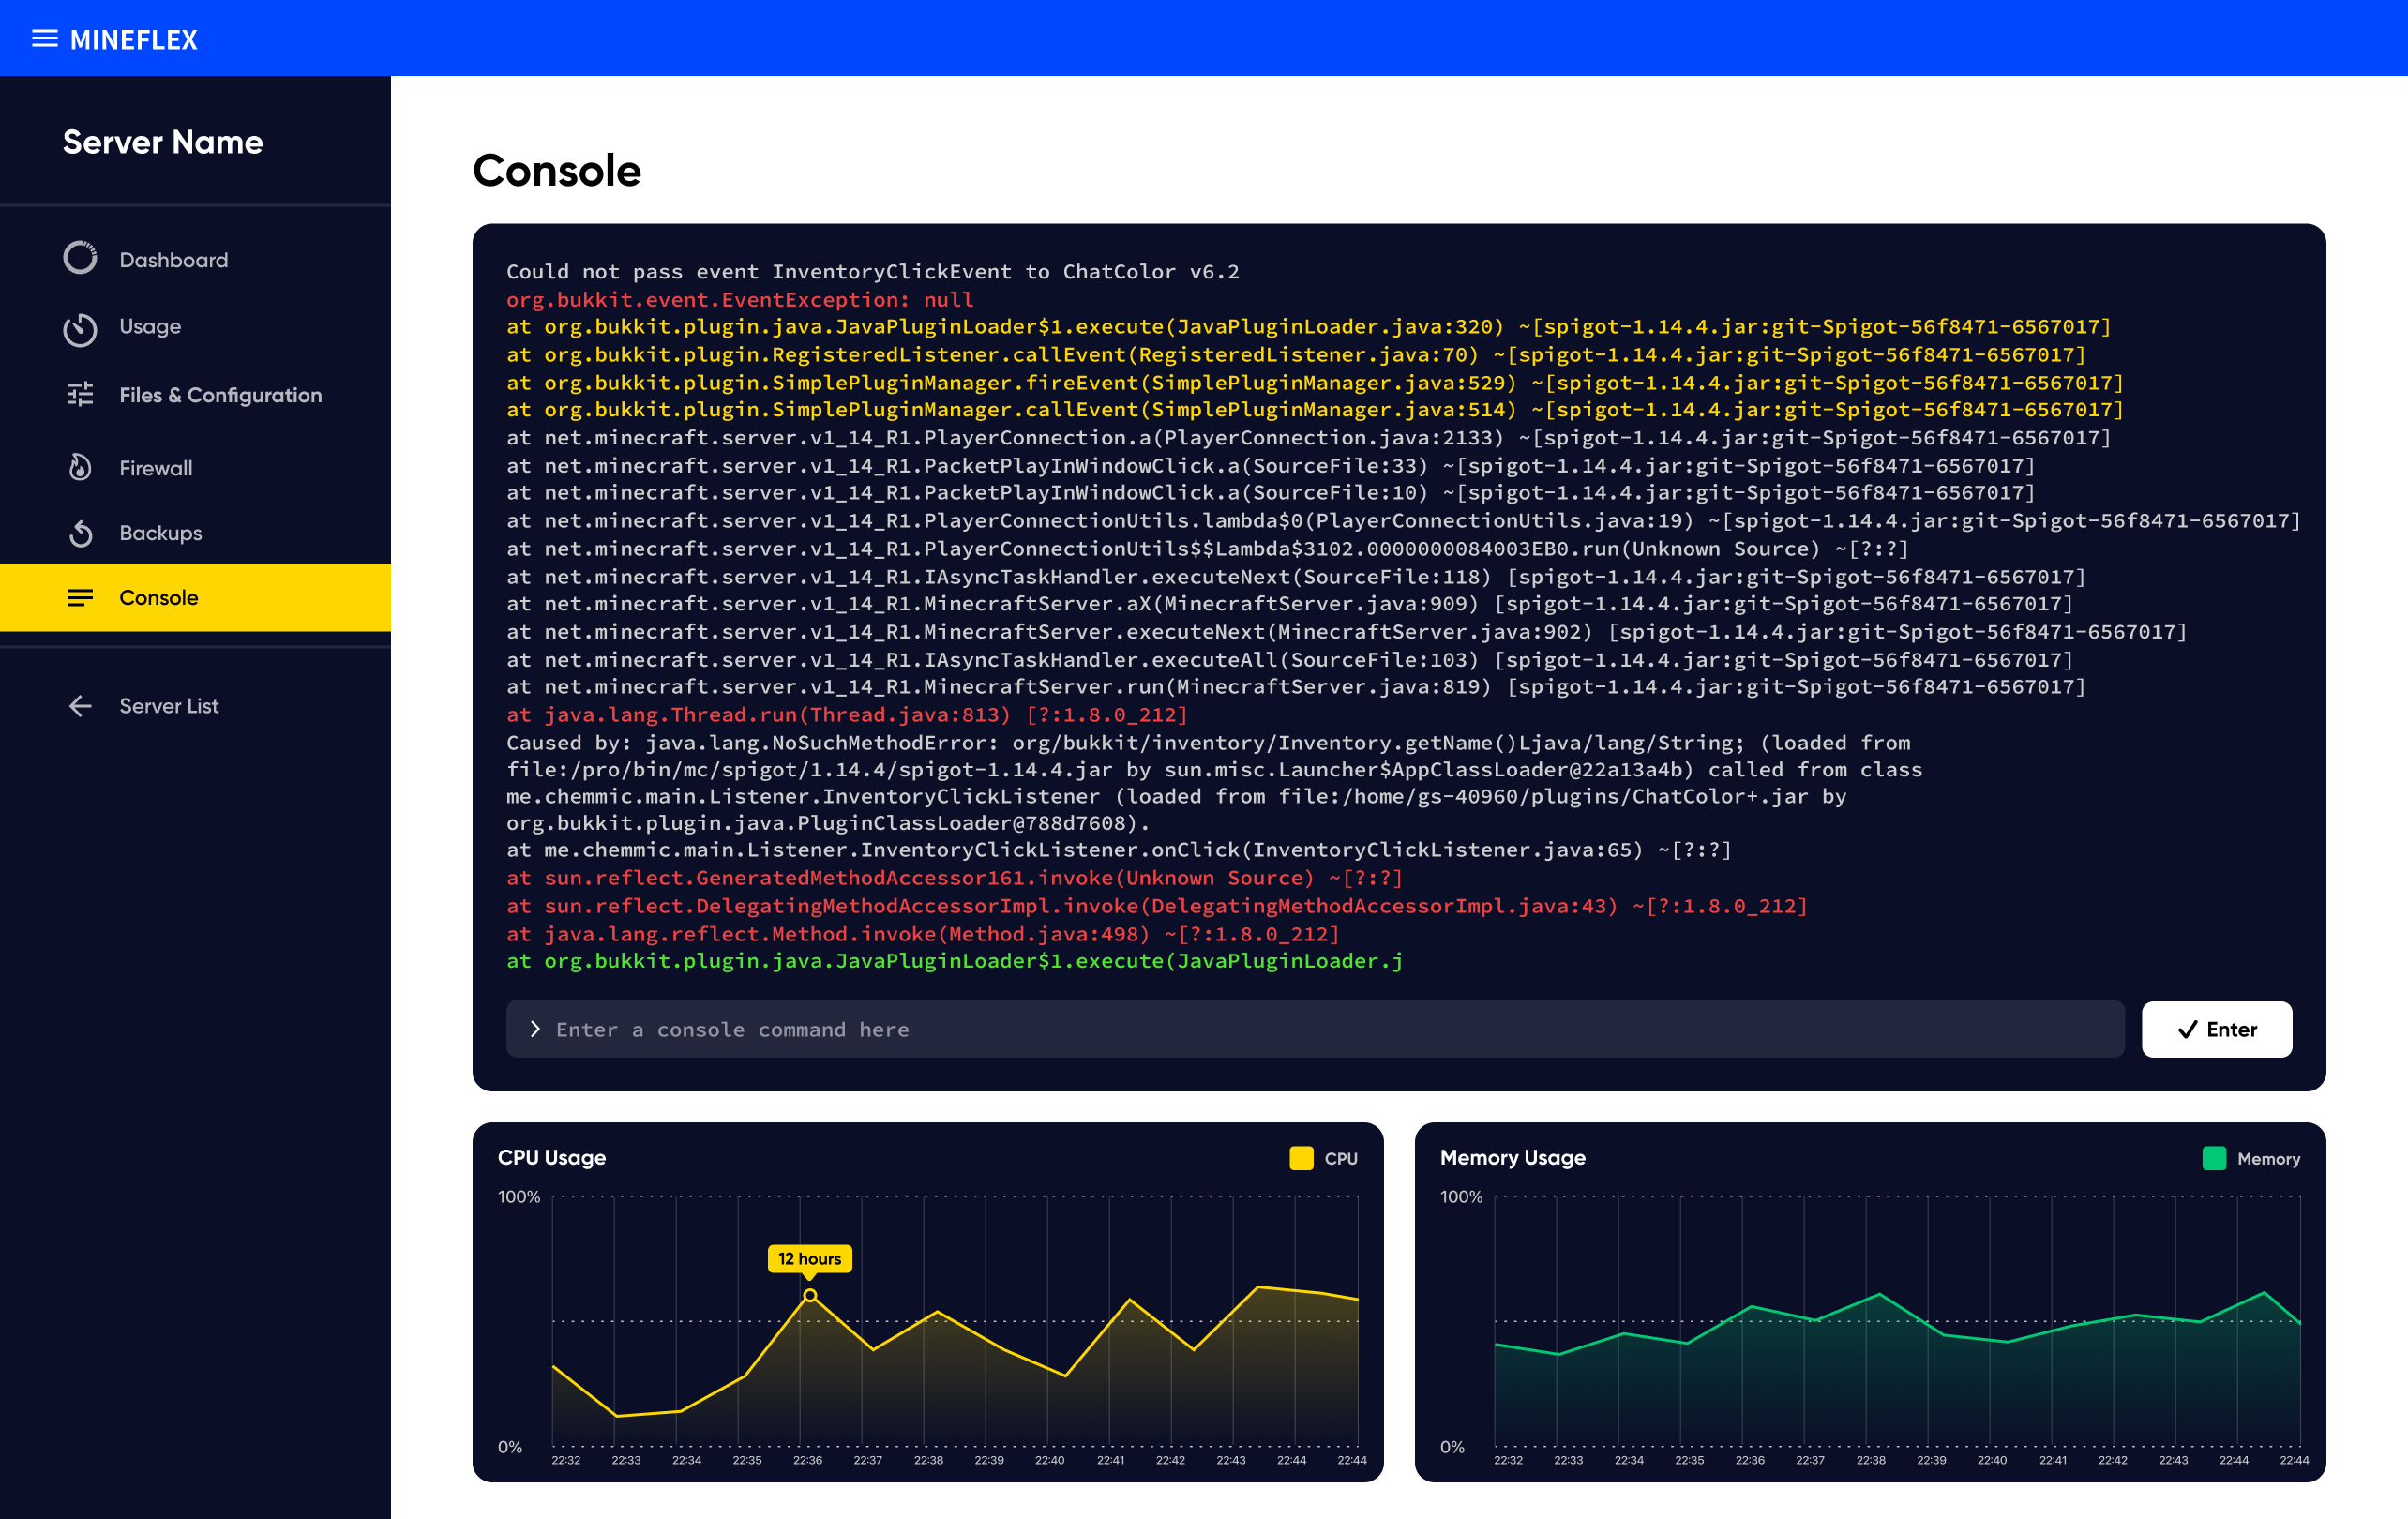 MINEFLEX
Server Name
Dashboard
Usage
Files & Configuration
Firewall
Backups
Console
Server List
Console
Could not pass event InventoryClickEvent to ChatColor v6.2
org.bukkit.event.EventException: null
at org.bukkit.plugin.java.JavaPluginLoader$1.execute(JavaPluginLoader.java:320) ~[spigot-1.14.4.jar:git-Spigot-56f8471-6567017]
at org.bukkit.plugin.RegisteredListener.callEvent(RegisteredListener.java:70) ~[spigot-1.14.4.jar:git-Spigot-56f8471-6567017]
at org.bukkit.plugin.SimplePluginManager.fireEvent(SimplePluginManager.java:529) ~[spigot-1.14.4.jar:git-Spigot-56f8471-6567017]
at org.bukkit.plugin.SimplePluginManager.callEvent(SimplePluginManager.java:514) ~[spigot-1.14.4.jar:git-Spigot-56f8471-6567017]
at net.minecraft.server.v1_14_R1.PlayerConnection.a(PlayerConnection.java:2133) ~[spigot-1.14.4.jar:git-Spigot-56f8471-6567017]
at net.minecraft.server.v1_14_R1.PacketPlayInWindowClick.a(SourceFile:33) ~[spigot-1.14.4.jar:git-Spigot-56f8471-6567017]
at net.minecraft.server.v1_14_R1.PacketPlayInWindowClick.a(SourceFile:10) ~[spigot-1.14.4.jar:git-Spigot-56f8471-6567017]
at net.minecraft.server.v1_14_R1.PlayerConnectionUtils.lambda$0(PlayerConnectionUtils.java:19) ~[spigot-1.14.4.jar:git-Spigot-56f8471-6567017]
at net.minecraft.server.v1_14_R1.PlayerConnectionUtils$$Lambda$3102.0000000084003EB0.run(Unknown Source) ~[?:?]
at net.minecraft.server.v1_14_R1.IAsyncTaskHandler.executeNext(SourceFile:118) [spigot-1.14.4.jar:git-Spigot-56f8471-6567017]
at net.minecraft.server.v1_14_R1.MinecraftServer.aX(MinecraftServer.java:909) [spigot-1.14.4.jar:git-Spigot-56f8471-6567017]
at net.minecraft.server.v1_14_R1.MinecraftServer.executeNext(MinecraftServer.java:902) [spigot-1.14.4.jar:git-Spigot-56f8471-6567017]
at net.minecraft.server.v1_14_R1.IAsyncTaskHandler.executeAll(SourceFile:103) [spigot-1.14.4.jar:git-Spigot-56f8471-6567017]
at net.minecraft.server.v1_14_R1.MinecraftServer.run(MinecraftServer.java:819) [spigot-1.14.4.jar:git-Spigot-56f8471-6567017]
at java.lang.Thread.run(Thread.java:813) [?:1.8.0_212]
Caused by: java.lang.NoSuchMethodError: org/bukkit/inventory/Inventory.getName()Ljava/lang/String; (loaded from
file:/pro/bin/mc/spigot/1.14.4/spigot-1.14.4.jar by sun.misc.Launcher$AppClassLoader@22a13a4b) called from class
me.chemmic.main.Listener.InventoryClickListener (loaded from file:/home/gs-40960/plugins/ChatColor+.jar by
org.bukkit.plugin.java.PluginClassLoader@788d7608).
at me.chemmic.main.Listener.InventoryClickListener.onClick(InventoryClickListener.java:65) ~[?:?]
at sun.reflect.GeneratedMethodAccessor161.invoke(Unknown Source) ~[?:?]
at sun.reflect.DelegatingMethodAccessorImpl.invoke(DelegatingMethodAccessorImpl.java:43) ~[?:1.8.0_212]
at java.lang.reflect.Method.invoke(Method.java:498) ~[?:1.8.0_212]
at org.bukkit.plugin.java.JavaPluginLoader$1.execute(JavaPluginLoader.j
Enter a console command here
Enter
CPU Usage
CPU
100%
12 hours
0%
22:32 22:33 22:34 22:35 22:36 22:37 22:38 22:39 22:40 22:41 22:42 22:43 22:44 22:44
Memory Usage
Memory
100%
0%
22:32 22:33 22:34 22:35 22:36 22:37 22:38 22:39 22:40 22:41 22:42 22:43 22:44 22:44